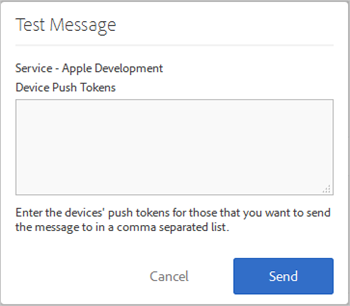 Test Message
Service - Apple Development
Device Push Tokens
Enter the devices' push tokens for those that you want to send
the message to in a comma separated list.
Cancel
Send